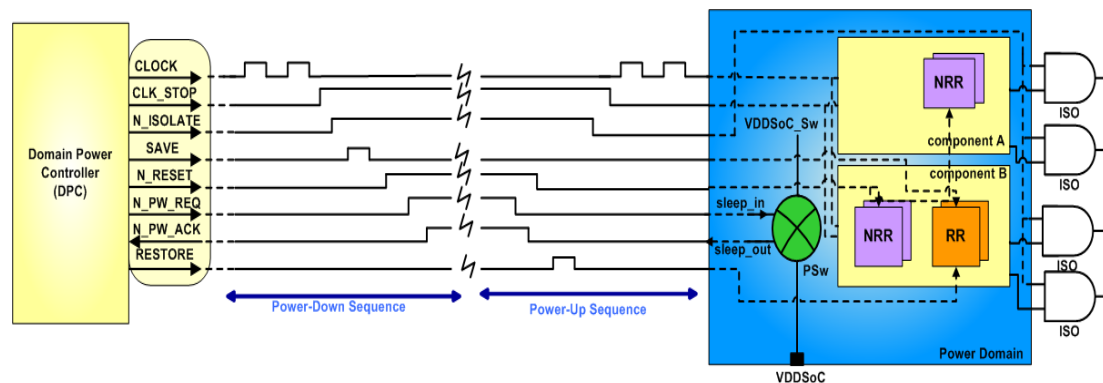 Domain Power
Controller
(DPC)
CLOCK
CLK_STOP
N_ISOLATE
SAVE
N_RESET
N_PW_REQ
N_PW_ACK
RESTORE
Power-Down Sequence
Power-Up Sequence
VDDSoC_Sw
sleep_in
sleep_out
PSw
VDDSoC
NRR
component A
component B
NRR
RR
Power Domain
ISO
ISO
ISO
ISO